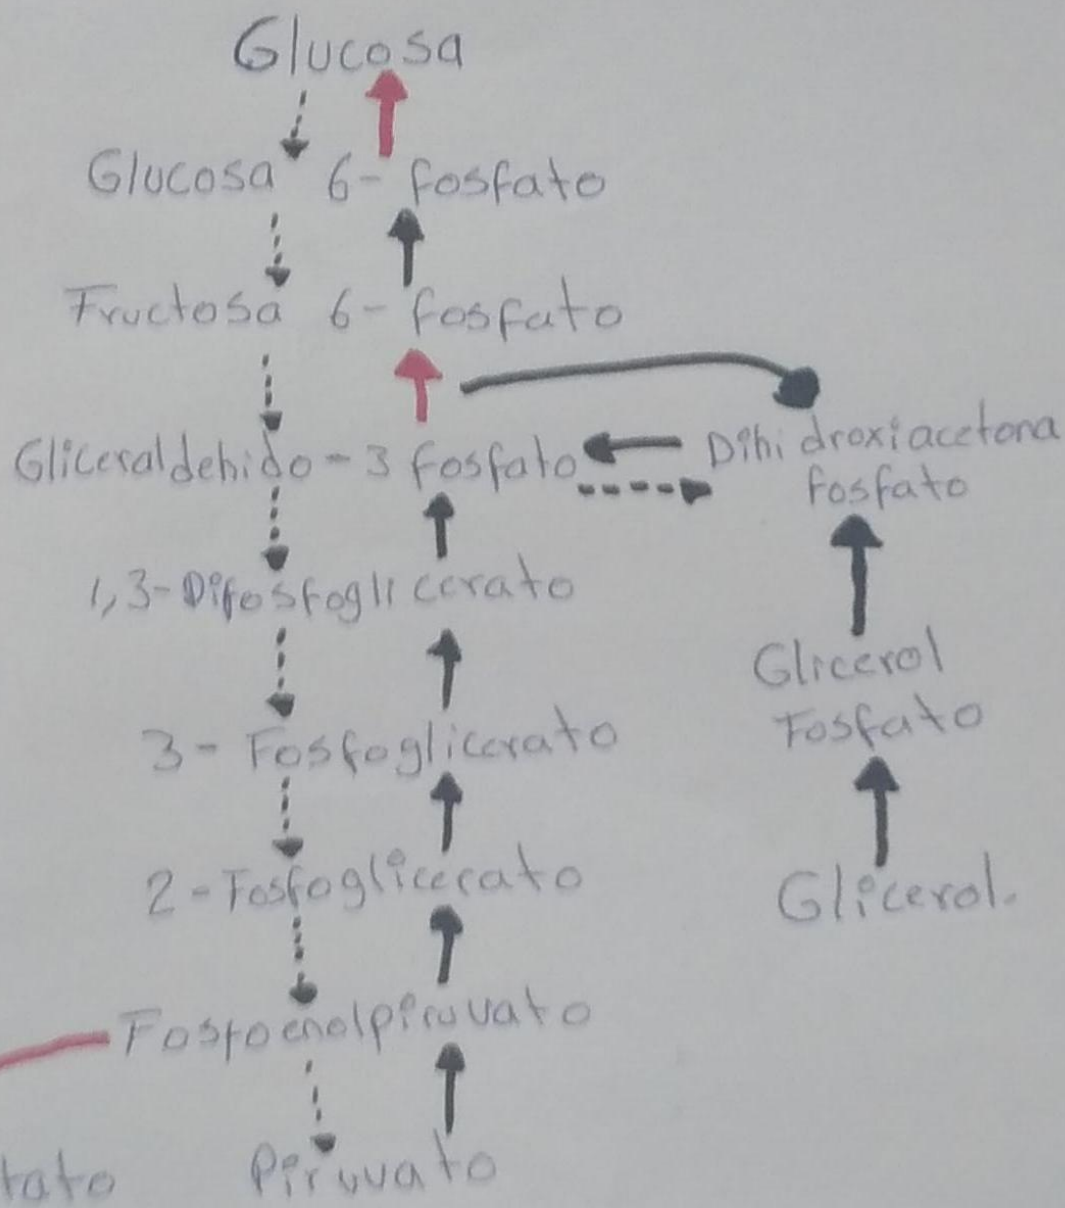 Glucosa
Glucosa 6- fosfato
Fructosa 6- fosfato
Gliceraldehido-3 fosfato
Dihidroxiacetona
fosfato
1,3-Difosfoglicerato
Glicerol
Fosfato
3- Fosfoglicerato
2-Fosfoglicerato
Glicerol.
Fosfoenolpiruvato
tato
Piruvato